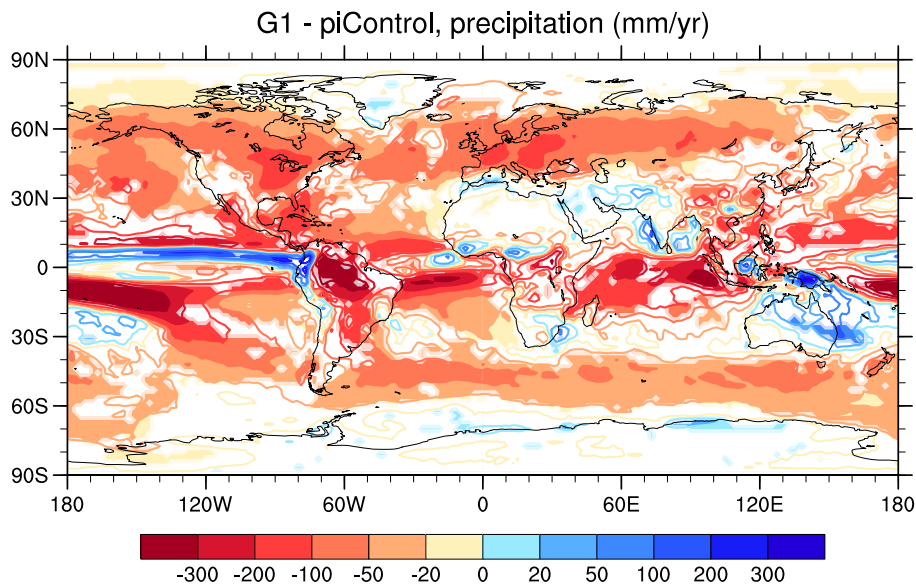 G1 - piControl, precipitation (mm/yr)
90N
60N
30N
0
30S
60S
90S
180 120W 60W 0 60E 120E 180
-300 -200 -100 -50 -20 0 20 50 100 200 300